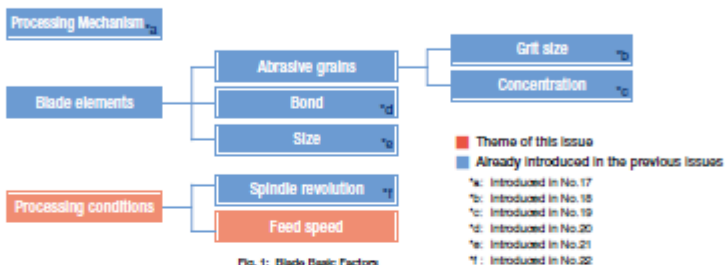 Processing Mechanism *a
Blade elements
Abrasive grains
Grit size *b
Concentration *c
Bond *d
Size *e
Processing conditions
Spindle revolution *f
Feed speed
Theme of this issue
Already introduced in the previous issues
*a: Introduced in No.17
*b: Introduced in No.18
*c: Introduced in No.19
*d: Introduced in No.20
*e: Introduced in No.21
*f: Introduced in No.22
Fig. 1: Blade Basic Factors